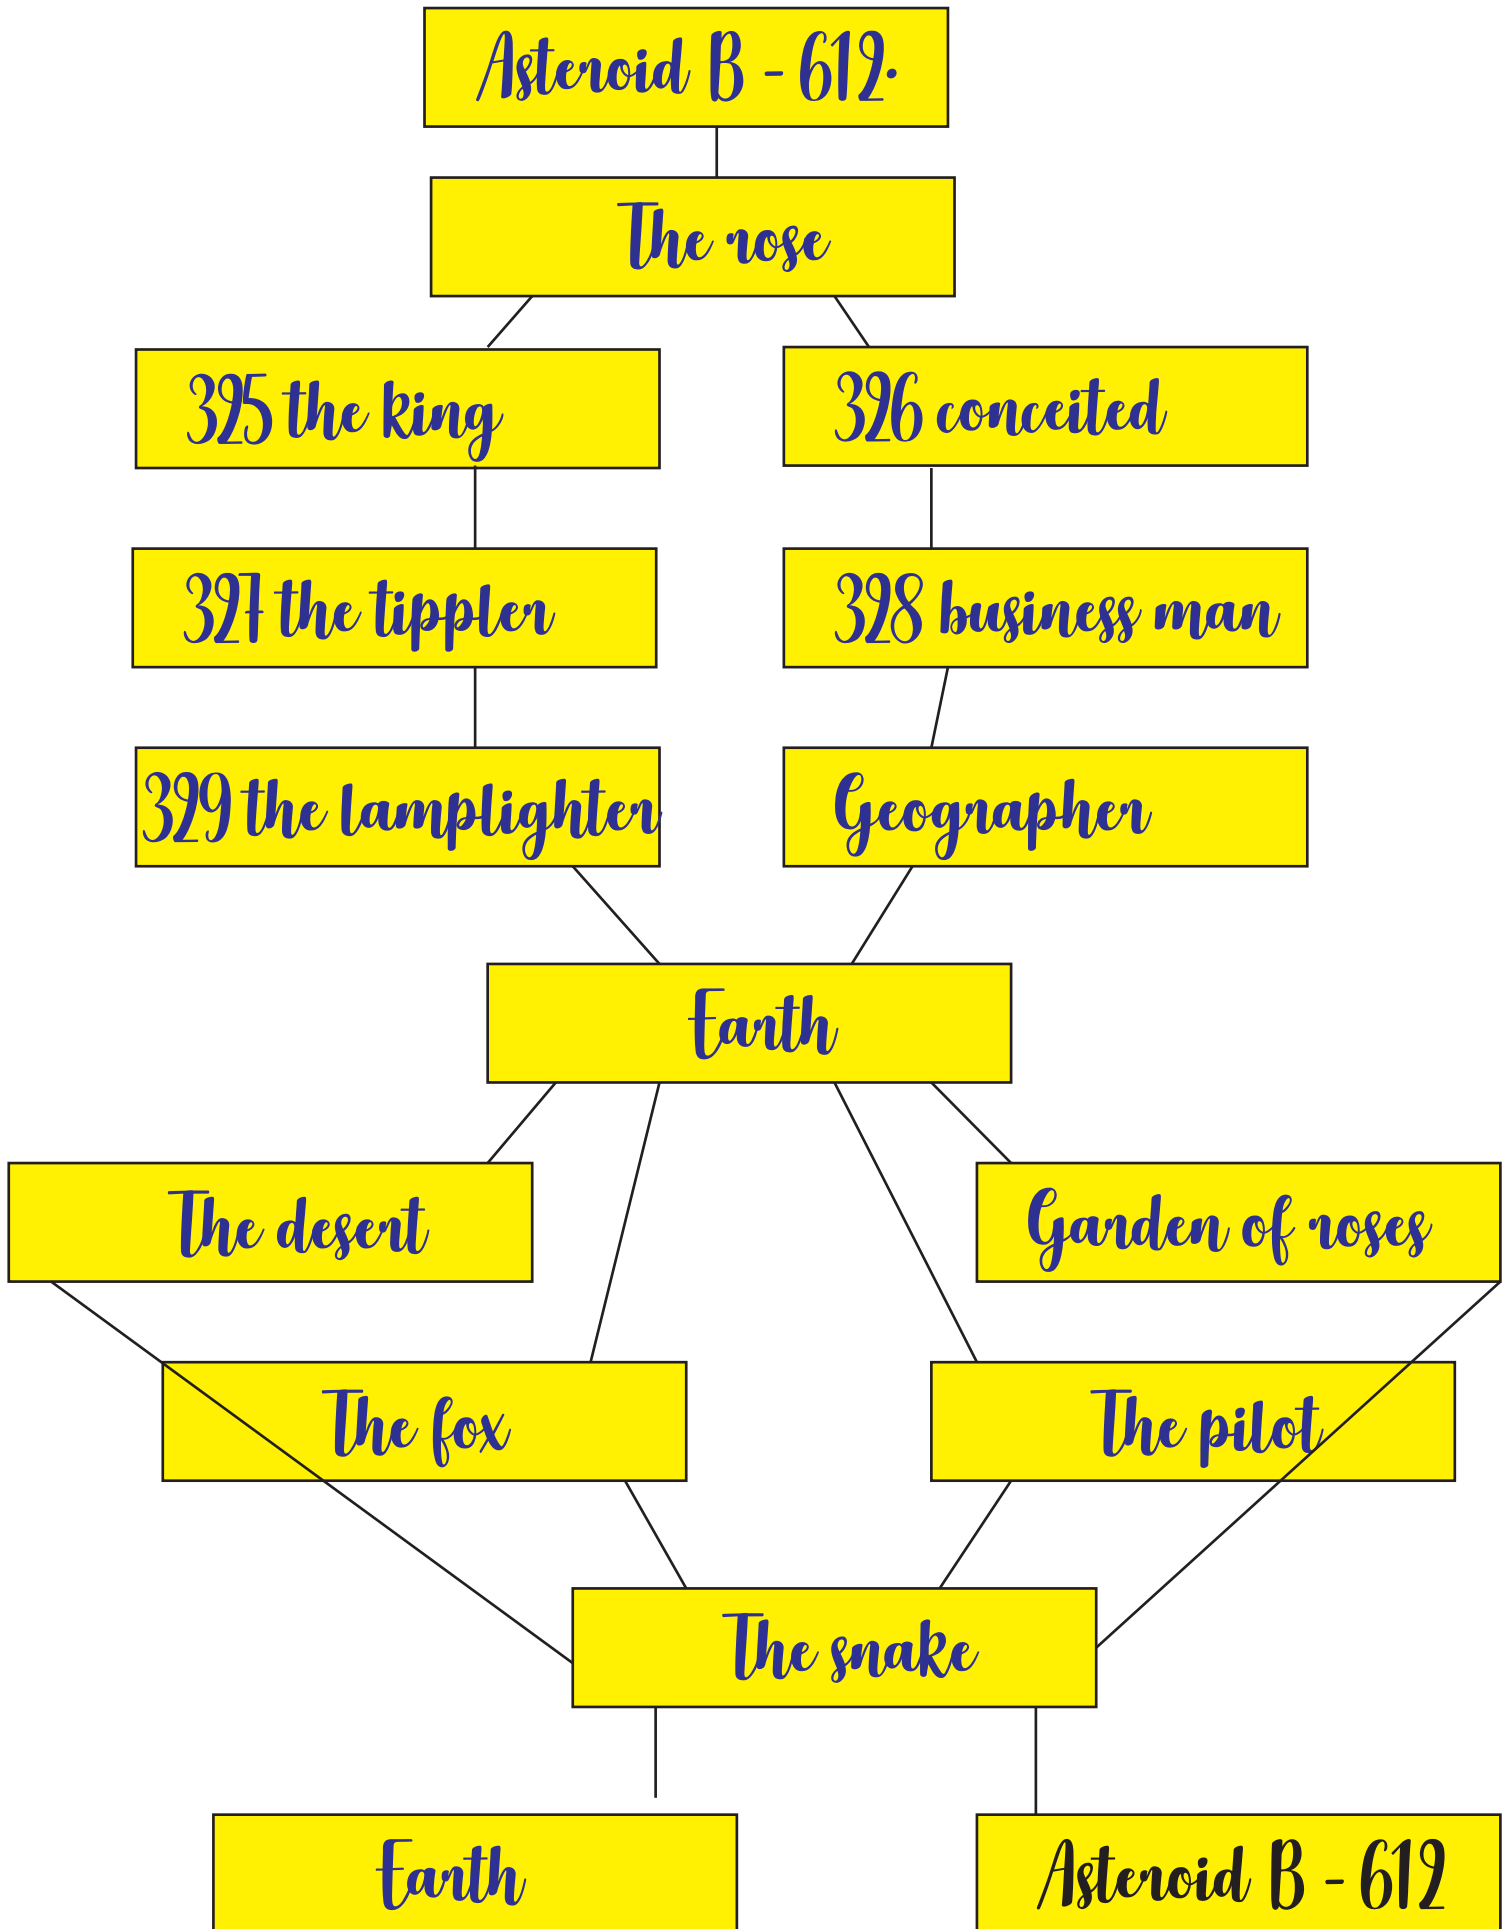 Asteroid B - 612.
The rose
325 the king
326 conceited
327 the tippler
328 business man
329 the lamplighter
Geographer
Earth
The desert
Garden of roses
The fox
The pilot
The snake
Earth
Asteroid B - 612